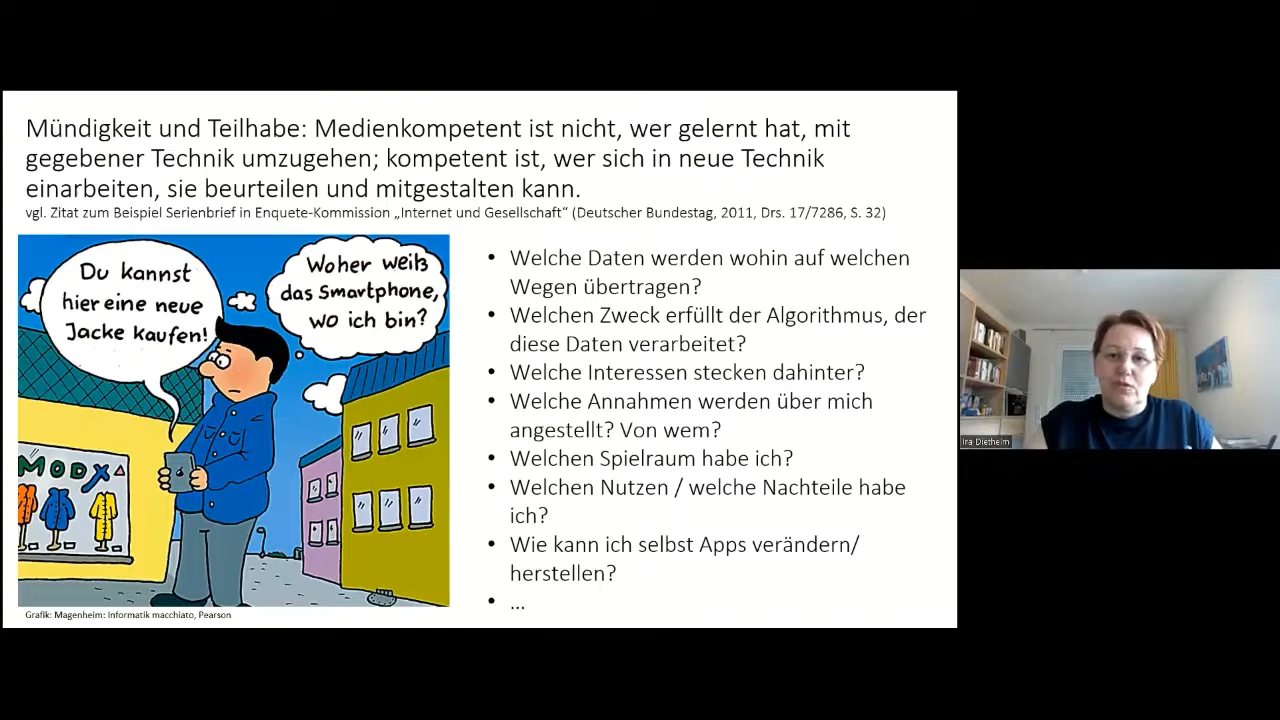 Mündigkeit und Teilhabe: Medienkompetent ist nicht, wer gelernt hat, mit
gegebener Technik umzugehen; kompetent ist, wer sich in neue Technik
einarbeiten, sie beurteilen und mitgestalten kann.
vgl. Zitat zum Beispiel Serienbrief in Enquete-Kommission „Internet und Gesellschaft“ (Deutscher Bundestag, 2011, Drs. 17/7286, S. 32)
Du kannst
hier eine neue
Jacke kaufen!
Woher weiß
das Smartphone,
wo ich bin?
MODX
Grafik: Magenheim: Informatik macchiato, Pearson
• Welche Daten werden wohin auf welchen
Wegen übertragen?
• Welchen Zweck erfüllt der Algorithmus, der
diese Daten verarbeitet?
• Welche Interessen stecken dahinter?
• Welche Annahmen werden über mich
angestellt? Von wem?
• Welchen Spielraum habe ich?
• Welchen Nutzen / welche Nachteile habe
ich?
• Wie kann ich selbst Apps verändern/
herstellen?
• ...
Ira Diethelm